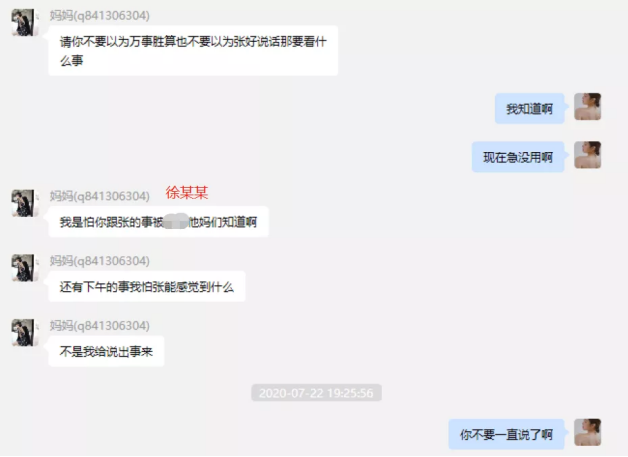 妈妈(q841306304)
请你不要以为万事胜算也不要以为张好说话那要看什
么事
我知道啊
现在急没用啊
妈妈(q841306304) 徐某某
我是怕你跟张的事被 他妈们知道啊
妈妈(q841306304)
还有下午的事我怕张能感觉到什么
妈妈(q841306304)
不是我给说出事来
2020-07-22 19:25:56
你不要一直说了啊